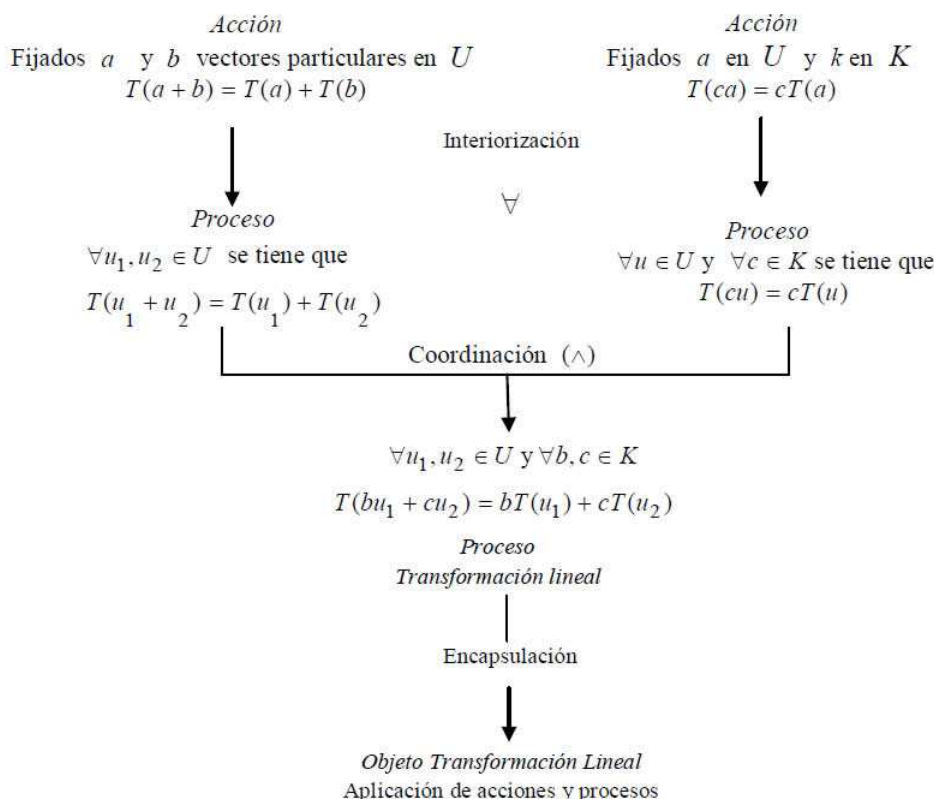 Acción
Fijados a y b vectores particulares en U
T(a + b) = T(a) + T(b)
Acción
Fijados a en U y k en K
T(ca) = cT(a)
Interiorización
∀
Proceso
∀u₁, u₂ ∈ U se tiene que
T(u₁ + u₂) = T(u₁) + T(u₂)
Proceso
∀u ∈ U y ∀c ∈ K se tiene que
T(cu) = cT(u)
Coordinación (∧)
∀u₁, u₂ ∈ U y ∀b, c ∈ K
T(bu₁ + cu₂) = bT(u₁) + cT(u₂)
Proceso
Transformación lineal
Encapsulación
Objeto Transformación Lineal
Aplicación de acciones y procesos